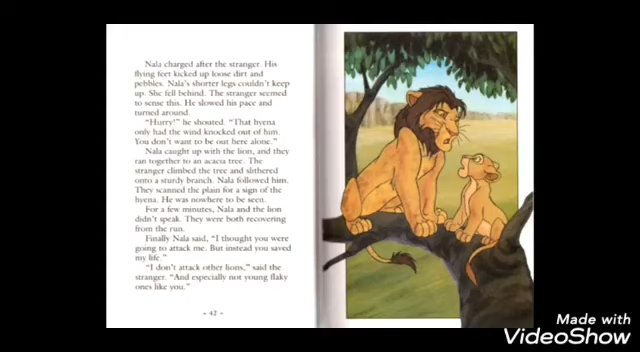 Nala charged after the stranger. His
flying feet kicked up loose dirt and
pebbles. Nala's shorter legs couldn't keep
up. She fell behind. The stranger seemed
to sense this. He slowed his pace and
turned around.
"Hurry!" he shouted. "That hyena
only had the wind knocked out of him.
You don't want to be out here alone."
Nala caught up with the lion, and they
ran together to an acacia tree. The
stranger climbed the tree and slithered
onto a sturdy branch. Nala followed him.
They scanned the plain for a sign of the
hyena. He was nowhere to be seen.
For a few minutes, Nala and the lion
didn't speak. They were both recovering
from the run.
Finally Nala said, "I thought you were
going to attack me. But instead you saved
my life."
"I don't attack other lions," said the
stranger. "And especially not young flaky
ones like you."
~ 42 ~
Made with
VideoShow